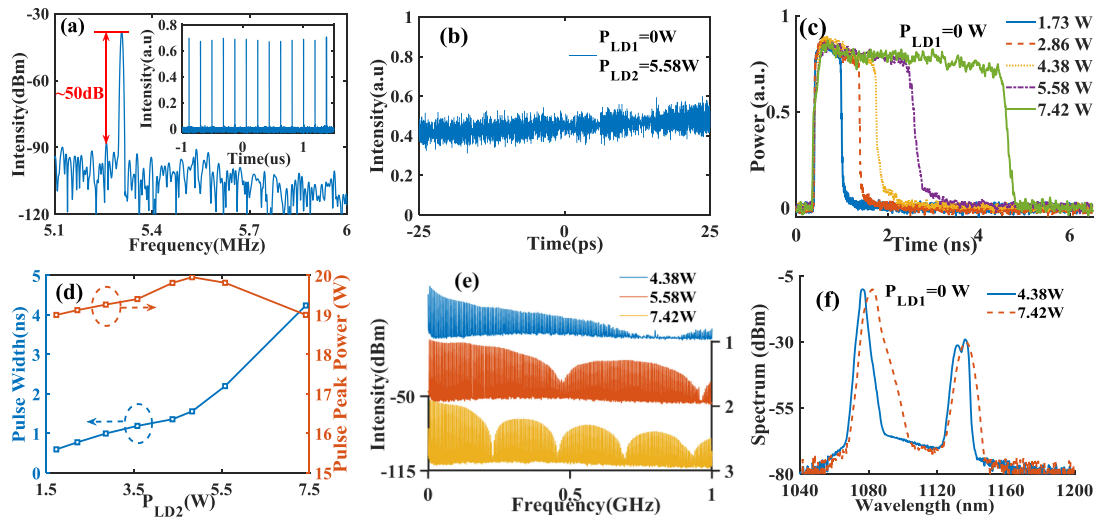 (a)
-30
-60
-90
-120
Intensity(dBm)
~50dB
5.1
5.4
5.7
6
Frequency(MHz)
0.8
0.6
0.4
0.2
0
Intensity(a.u)
-1
0
1
Time(us)
(b)
P_LD1=0W
P_LD2=5.58W
1
0.8
0.6
0.4
0.2
0
Intensity(a.u)
-25
0
25
Time(ps)
(c)
P_LD1=0 W
1.73 W
2.86 W
4.38 W
5.58 W
7.42 W
1
0.5
0
Power (a.u.)
0
2
4
6
Time (ns)
(d)
5
4
3
2
1
0
Pulse Width(ns)
20
19
18
17
16
15
Pulse Peak Power (W)
1.5
3.5
5.5
7.5
P_LD2(W)
(e)
4.38W
5.58W
7.42W
Intensity(dBm)
-50
-115
1
2
3
0
0.5
1
Frequency(GHz)
(f)
P_LD1=0 W
4.38W
7.42W
-5
-30
-55
-80
Spectrum (dBm)
1040
1080
1120
1160
1200
Wavelength (nm)